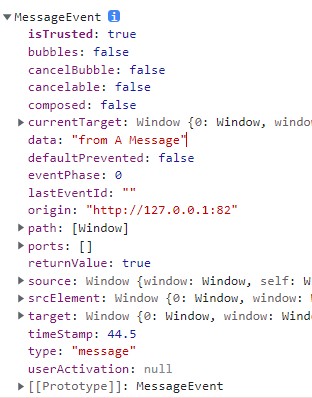 MessageEvent i
isTrusted: true
bubbles: false
cancelBubble: false
cancelable: false
composed: false
currentTarget: Window {0: Window, windo
data: "from A Message"
defaultPrevented: false
eventPhase: 0
lastEventId: ""
origin: "http://127.0.0.1:82"
path: [Window]
ports: []
returnValue: true
source: Window {window: Window, self: W
srcElement: Window {0: Window, window: 
target: Window {0: Window, window: Wind
timeStamp: 44.5
type: "message"
userActivation: null
[[Prototype]]: MessageEvent